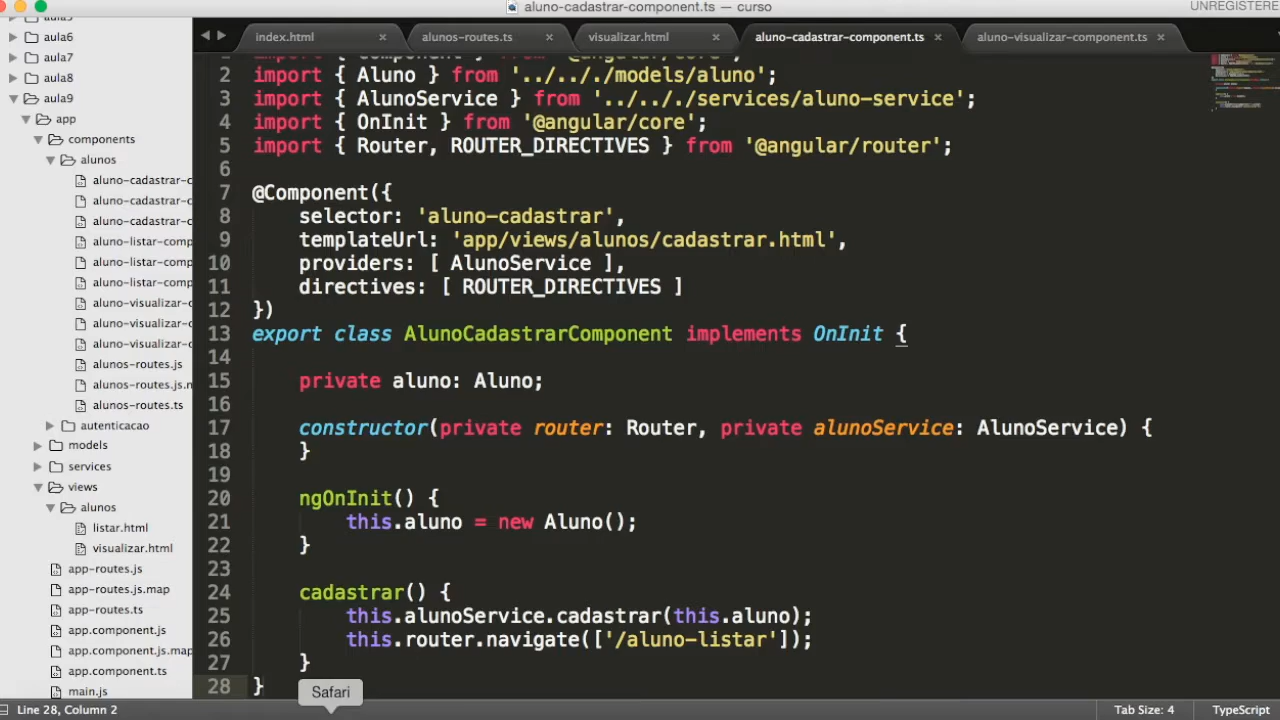 aluno-cadastrar-component.ts — curso
UNREGISTERE
index.html ×
alunos-routes.ts ×
visualizar.html ×
aluno-cadastrar-component.ts ×
aluno-visualizar-component.ts ×
aula5
aula6
aula7
aula8
aula9
app
components
alunos
aluno-cadastrar-c
aluno-cadastrar-c
aluno-cadastrar-c
aluno-listar-comp
aluno-listar-comp
aluno-listar-comp
aluno-visualizar-c
aluno-visualizar-c
aluno-visualizar-c
alunos-routes.js
alunos-routes.js.m
alunos-routes.ts
autenticacao
models
services
views
alunos
listar.html
visualizar.html
app-routes.js
app-routes.js.map
app-routes.ts
app.component.js
app.component.js.map
app.component.ts
main.js
1 import { Component } from '@angular/core';
2 import { Aluno } from '../.././models/aluno';
3 import { AlunoService } from '../.././services/aluno-service';
4 import { OnInit } from '@angular/core';
5 import { Router, ROUTER_DIRECTIVES } from '@angular/router';
6
7 @Component({
8 selector: 'aluno-cadastrar',
9 templateUrl: 'app/views/alunos/cadastrar.html',
10 providers: [ AlunoService ],
11 directives: [ ROUTER_DIRECTIVES ]
12 })
13 export class AlunoCadastrarComponent implements OnInit {
14
15 private aluno: Aluno;
16
17 constructor(private router: Router, private alunoService: AlunoService) {
18 }
19
20 ngOnInit() {
21 this.aluno = new Aluno();
22 }
23
24 cadastrar() {
25 this.alunoService.cadastrar(this.aluno);
26 this.router.navigate(['/aluno-listar']);
27 }
28 }
Safari
Line 28, Column 2
Tab Size: 4
TypeScript